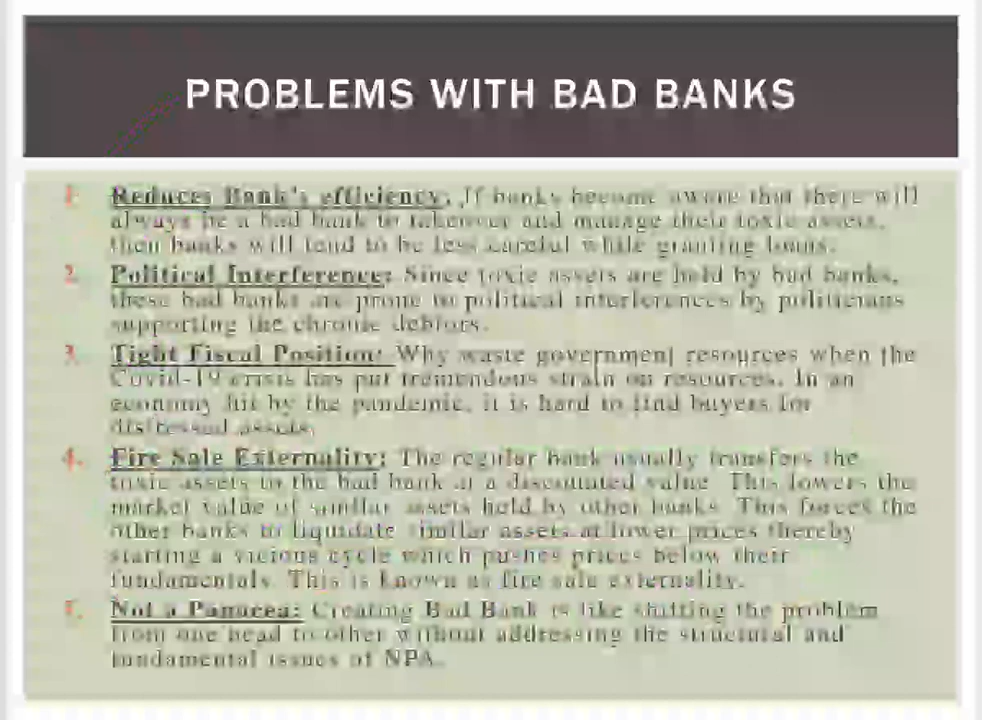 PROBLEMS WITH BAD BANKS
1. Reduces Bank's efficiency: If banks become aware that there will
always be a bad bank to takeover and manage their toxic assets,
then banks will tend to be less careful while granting loans.
2. Political Interference: Since toxic assets are held by bad banks,
these bad banks are prone to political interferences by politicians
supporting the chronic debtors.
3. Tight Fiscal Position: Why waste government resources when the
Covid-19 crisis has put tremendous strain on resources. In an
economy hit by the pandemic, it is hard to find buyers for
distressed assets.
4. Fire Sale Externality: The regular bank usually transfers the
toxic assets to the bad bank at a discounted value. This lowers the
market value of similar assets held by other banks. This forces the
other banks to liquidate similar assets at lower prices thereby
starting a vicious cycle which pushes prices below their
fundamentals. This is known as fire sale externality.
5. Not a Panacea: Creating Bad Bank is like shifting the problem
from one head to other without addressing the structural and
fundamental issues of NPA.